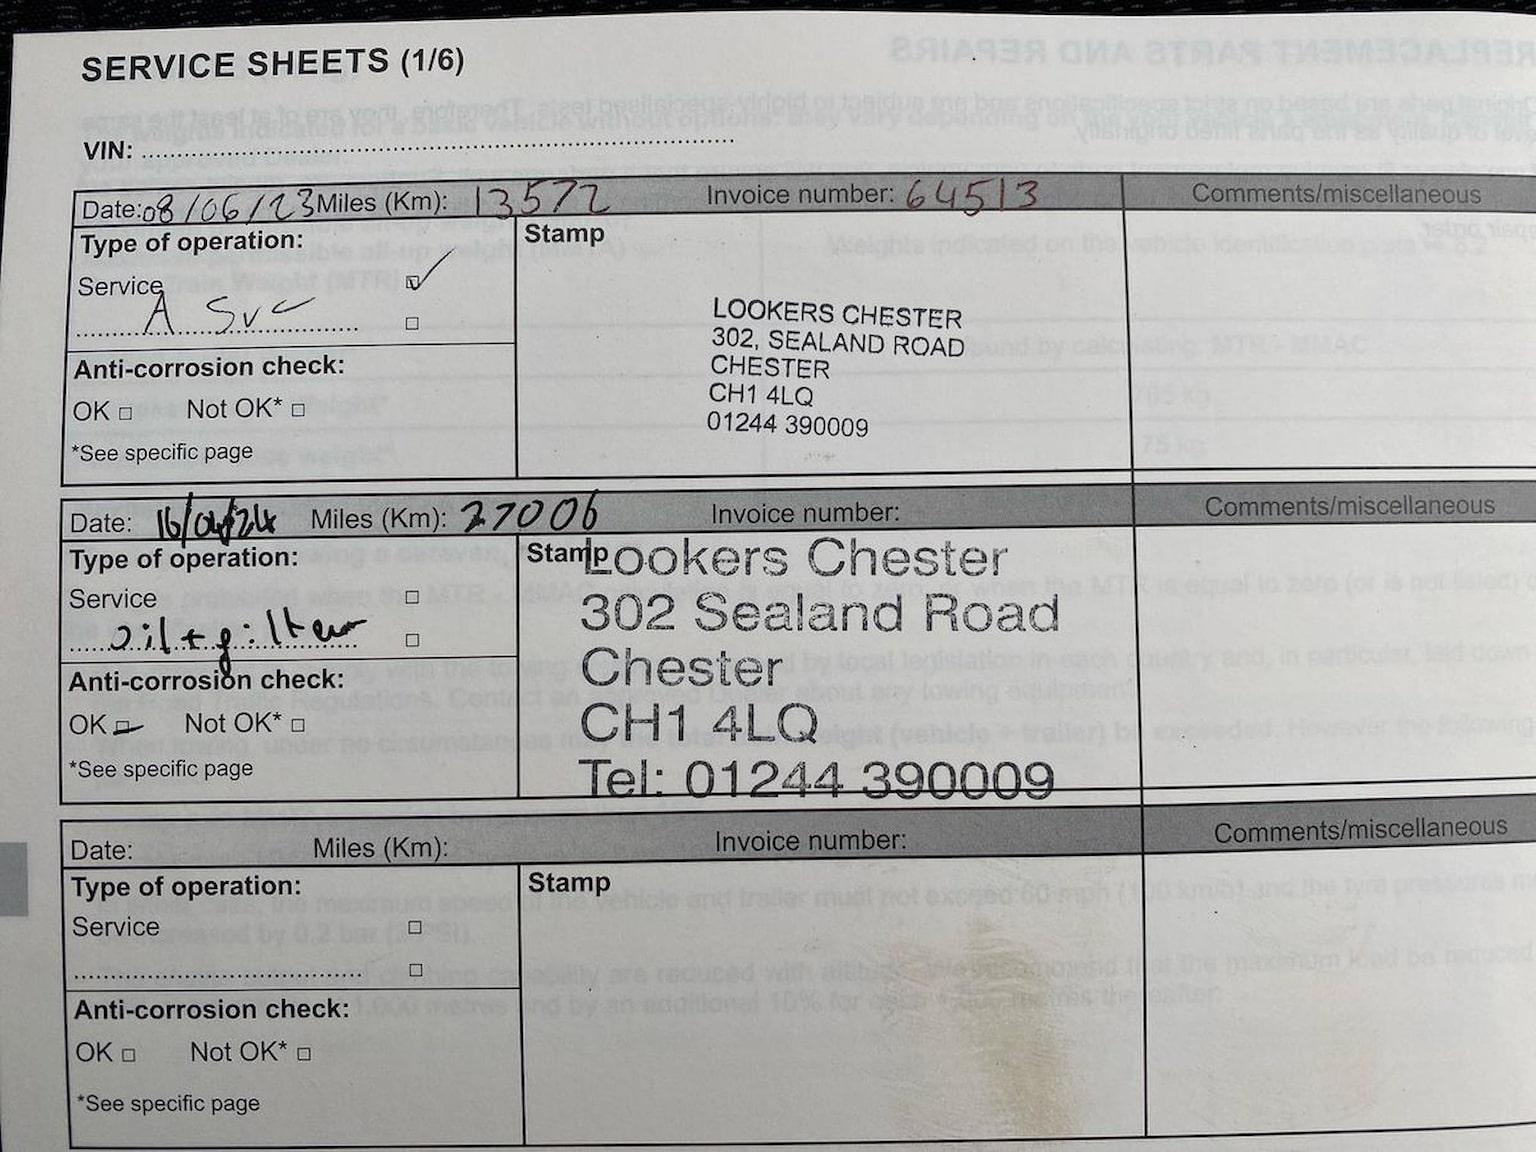 SERVICE SHEETS (1/6)
VIN:
Date: 08/06/23 Miles (Km): 13572 Invoice number: 64513 Comments/miscellaneous
Type of operation:
Stamp
Service
A Svc
LOOKERS CHESTER
302, SEALAND ROAD
CHESTER
CH1 4LQ
01244 390009
Anti-corrosion check:
OK Not OK*
*See specific page
Date: 16/04/24 Miles (Km): 27006 Invoice number: Comments/miscellaneous
Type of operation:
Stamp
Service
oil + filter
Lookers Chester
302 Sealand Road
Chester
CH1 4LQ
Tel: 01244 390009
Anti-corrosion check:
OK Not OK*
*See specific page
Date: Miles (Km): Invoice number: Comments/miscellaneous
Type of operation:
Stamp
Service
Anti-corrosion check:
OK Not OK*
*See specific page